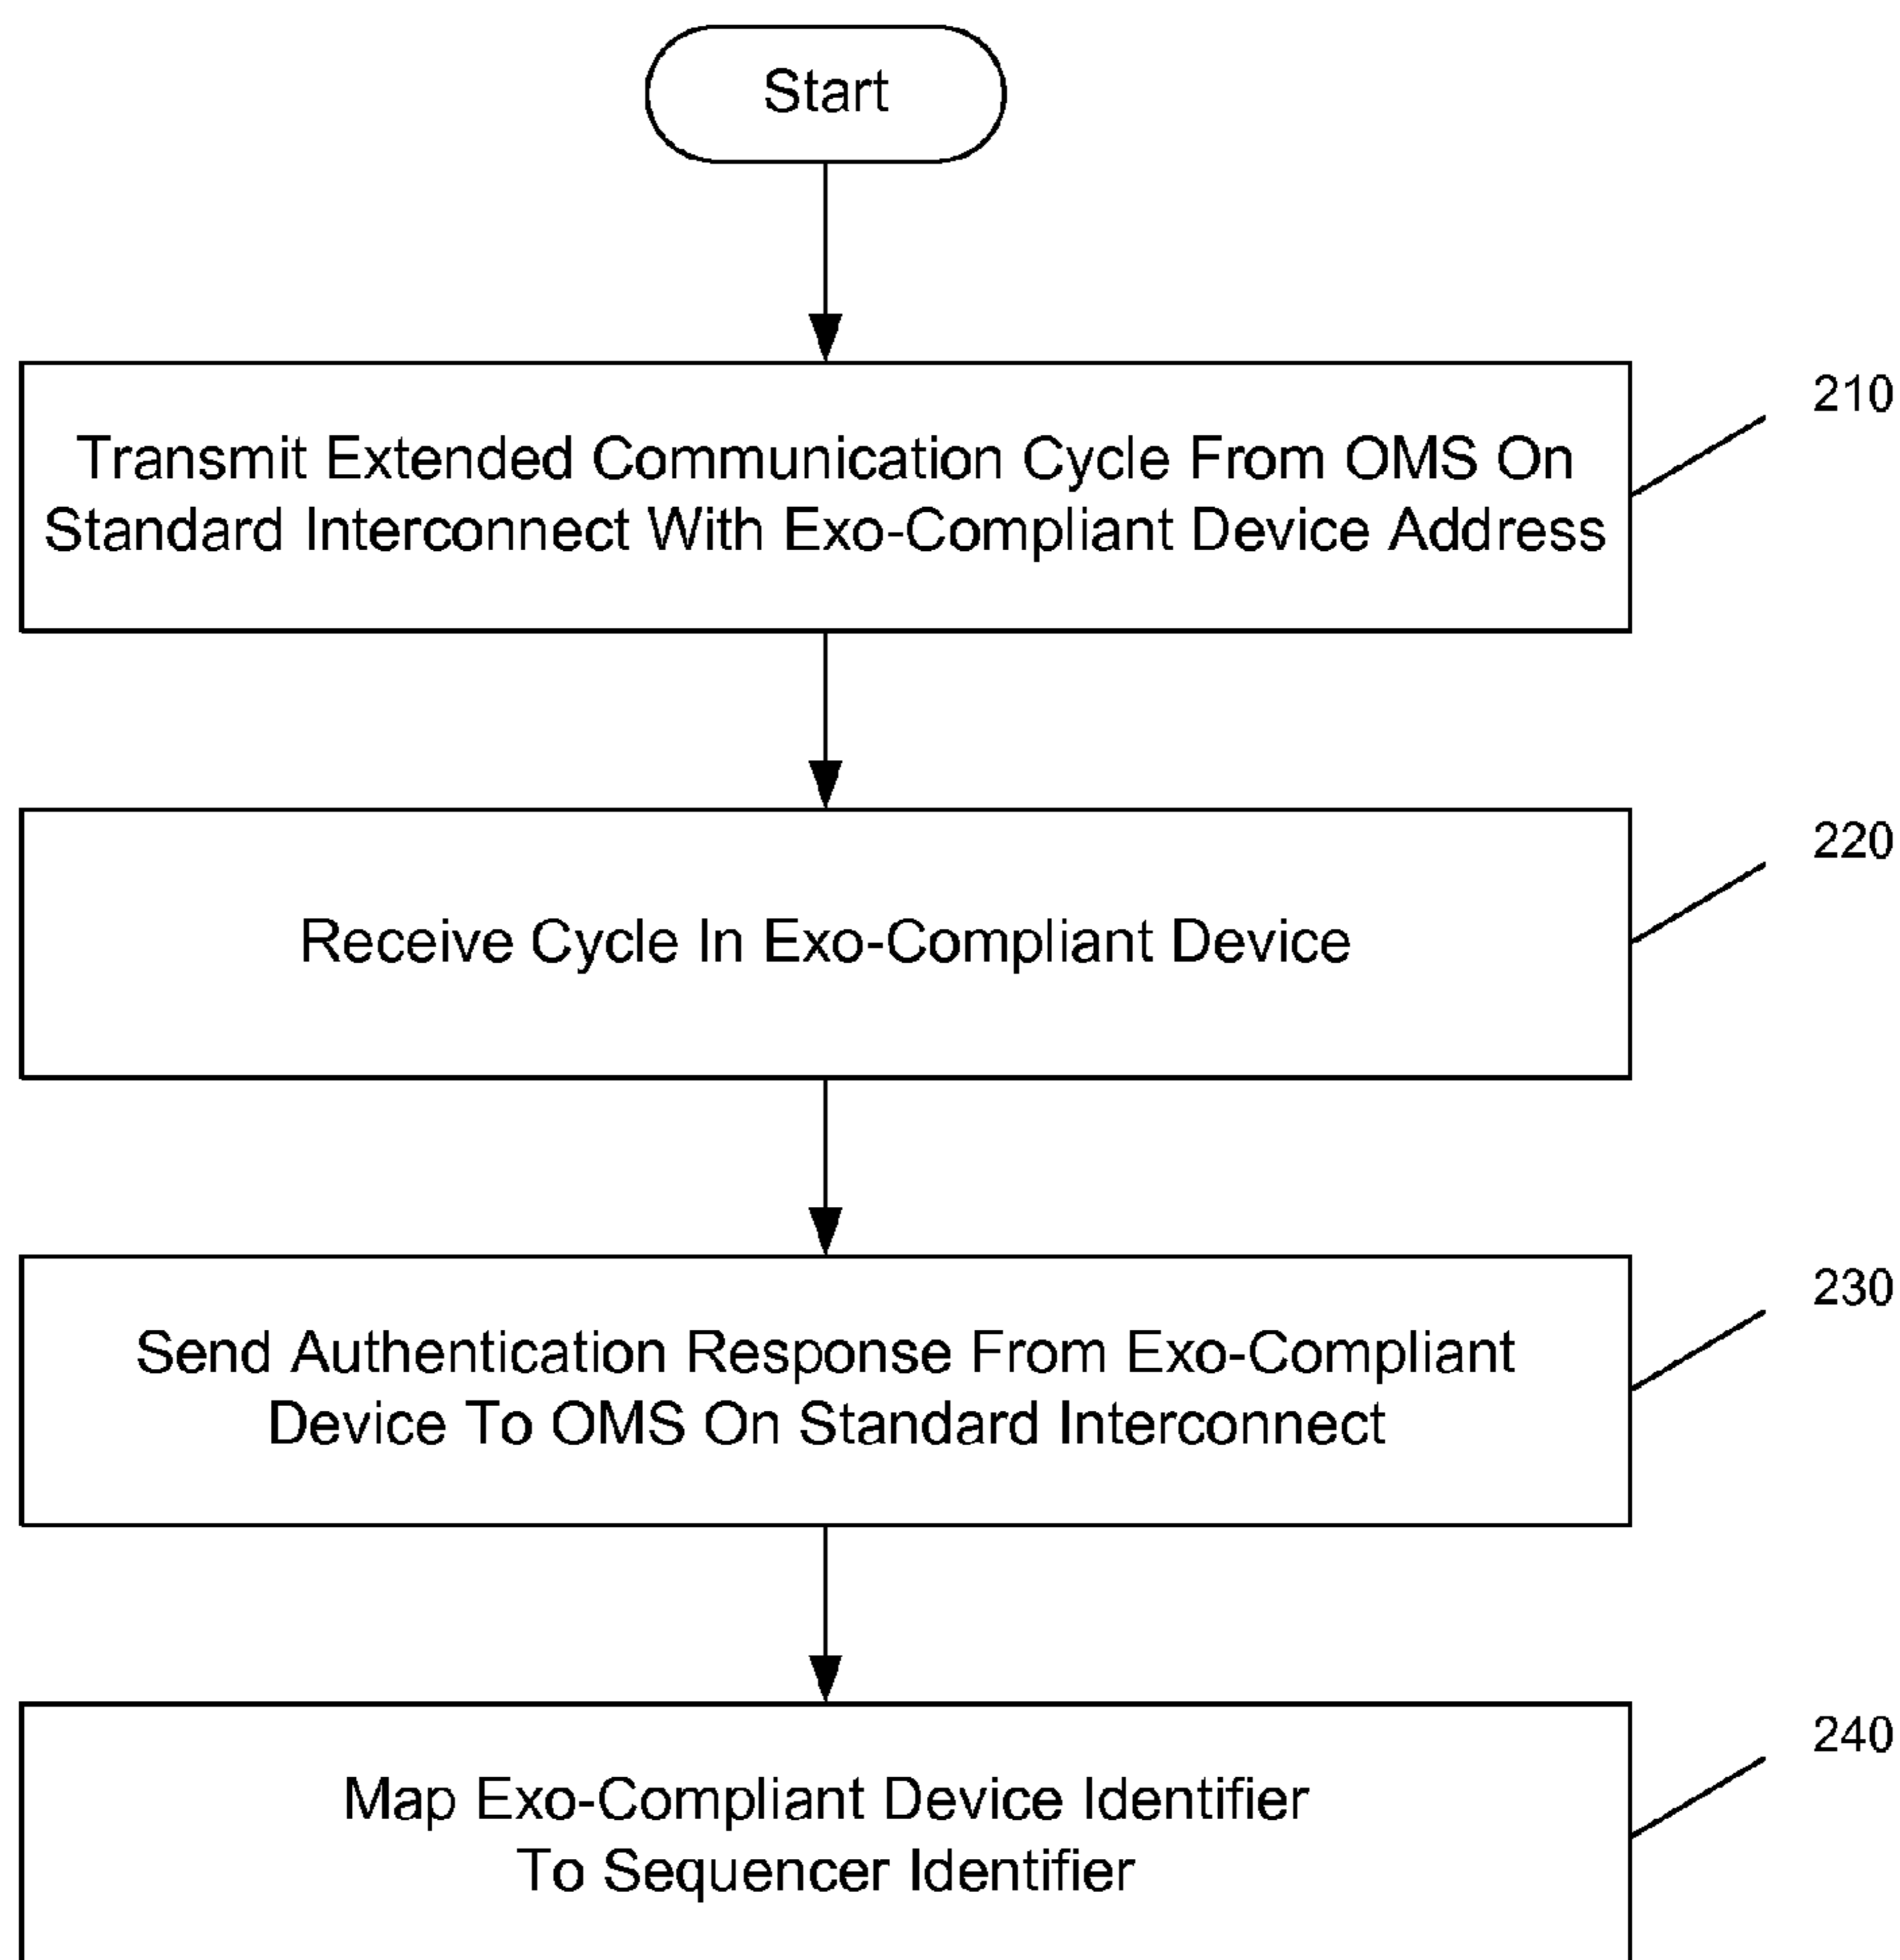 Start
210
Transmit Extended Communication Cycle From OMS On
Standard Interconnect With Exo-Compliant Device Address
220
Receive Cycle In Exo-Compliant Device
230
Send Authentication Response From Exo-Compliant
Device To OMS On Standard Interconnect
240
Map Exo-Compliant Device Identifier
To Sequencer Identifier